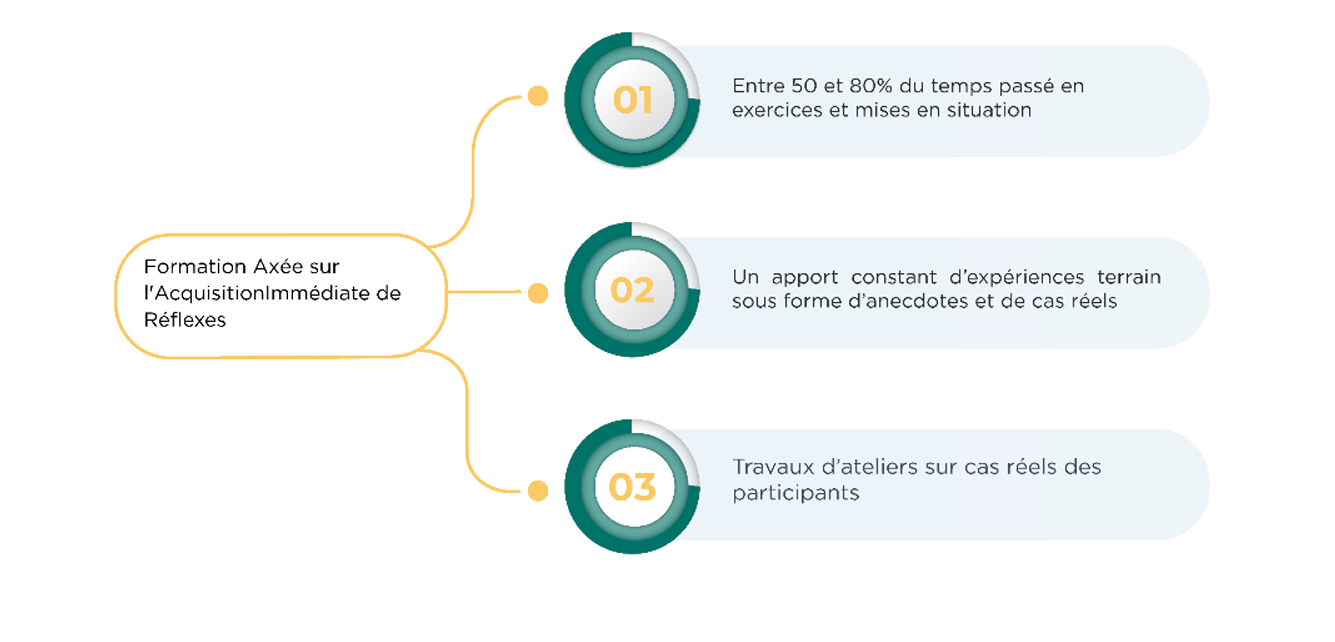 Formation Axée sur
l'AcquisitionImmédiate de
Réflexes
01
Entre 50 et 80% du temps passé en
exercices et mises en situation
02
Un apport constant d’expériences terrain
sous forme d’anecdotes et de cas réels
03
Travaux d’ateliers sur cas réels des
participants